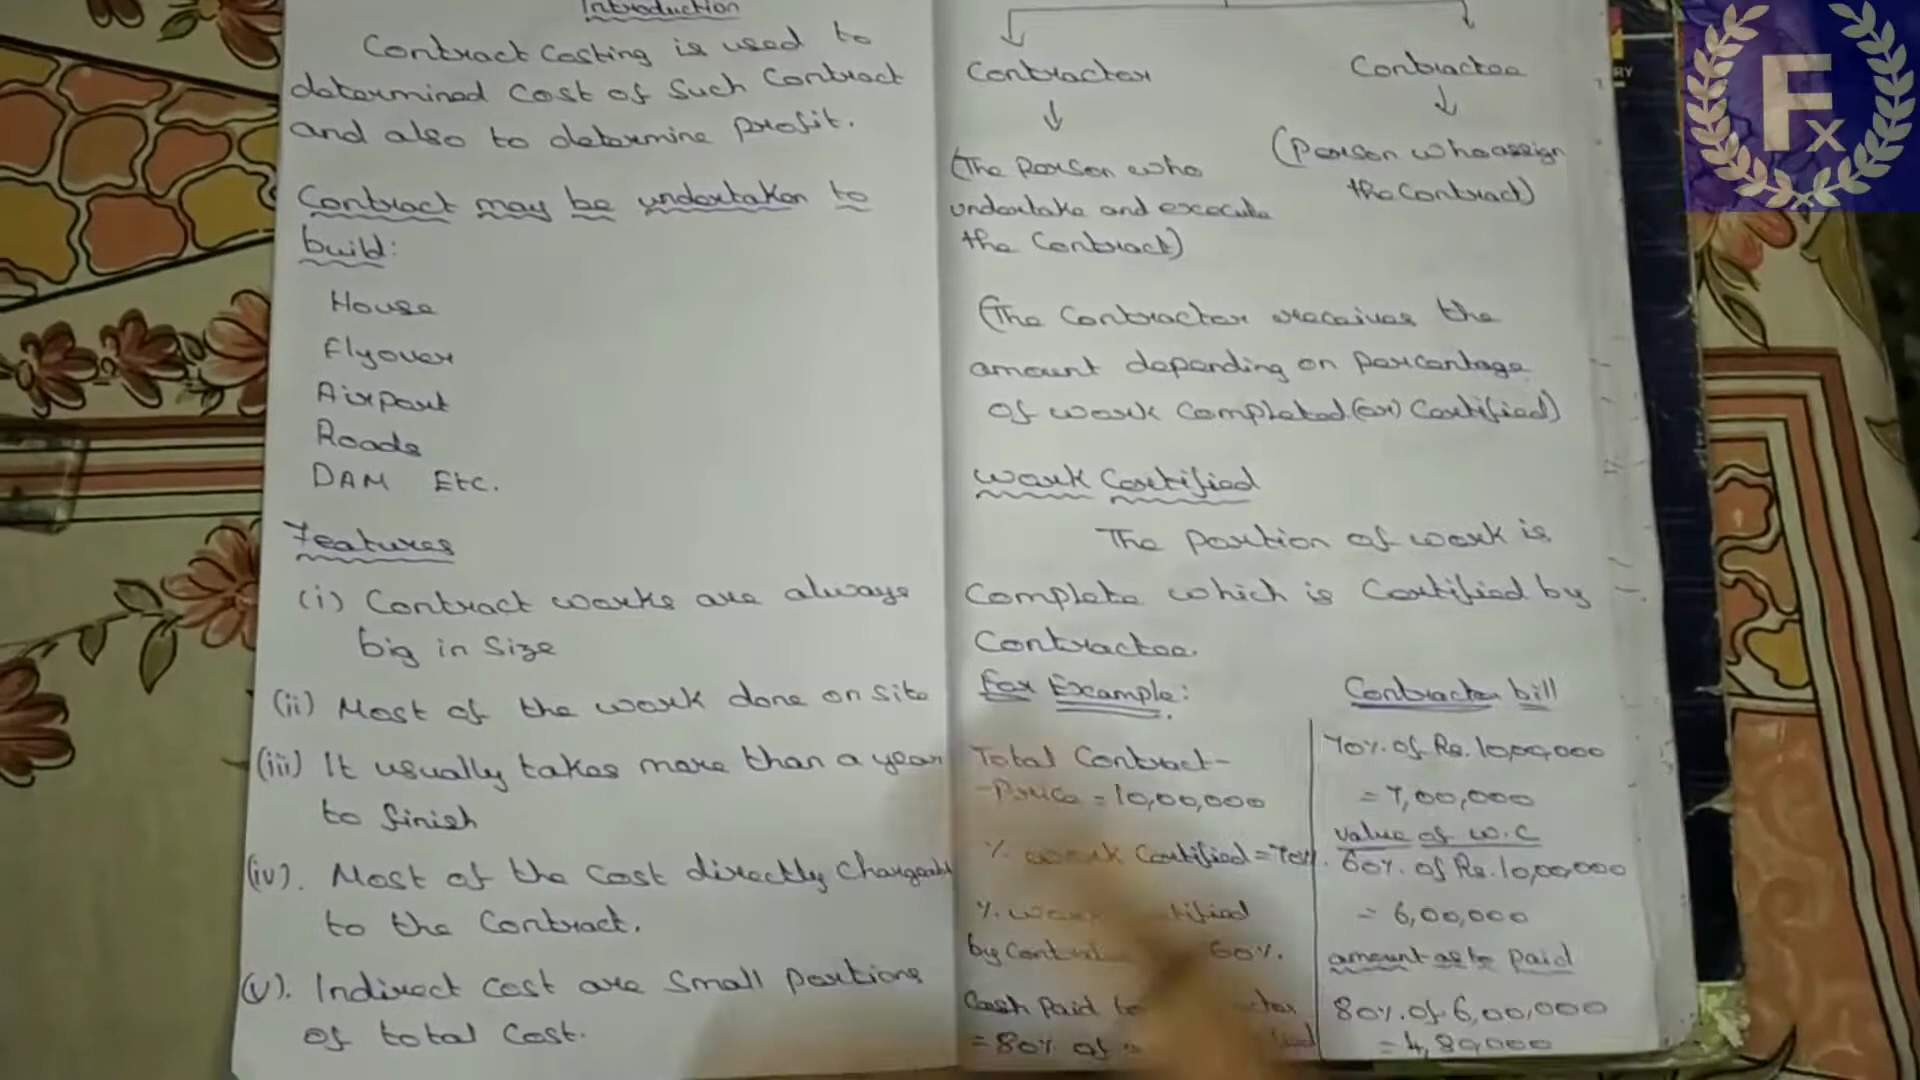 Introduction
Contract Costing is used to
determined cost of such Contract
and also to determine profit.
Contract may be undertaken to
build:
House
Flyover
Airport
Roads
DAM Etc.
Features
(i) Contract works are always
big in size
(ii) Most of the work done on site
(iii) It usually takes more than a year
to finish
(iv). Most of the cost directly
to the Contract.
(v). Indirect cost are small portions
of total cost.
Contractor
(The Person who
undertake and execute
the Contract)
Contractee
(Person who assign
the Contract)
(The Contractor receives the
amount depending on percentage
of work completed (or) Certified)
Work Certified
The portion of work is
Complete which is Certified by
Contractee.
For Example:
Total Contract-
-Price = 10,00,000
% work Certified = 70%.
% work
by 60%.
Cash Paid
= 80% of
bill
70% of Rs. 10,00,000
= 7,00,000
value of W.C
60% of Rs. 10,00,000
= 6,00,000
amount as to paid
80% of 6,00,000
= 4,80,000
RY
Fx